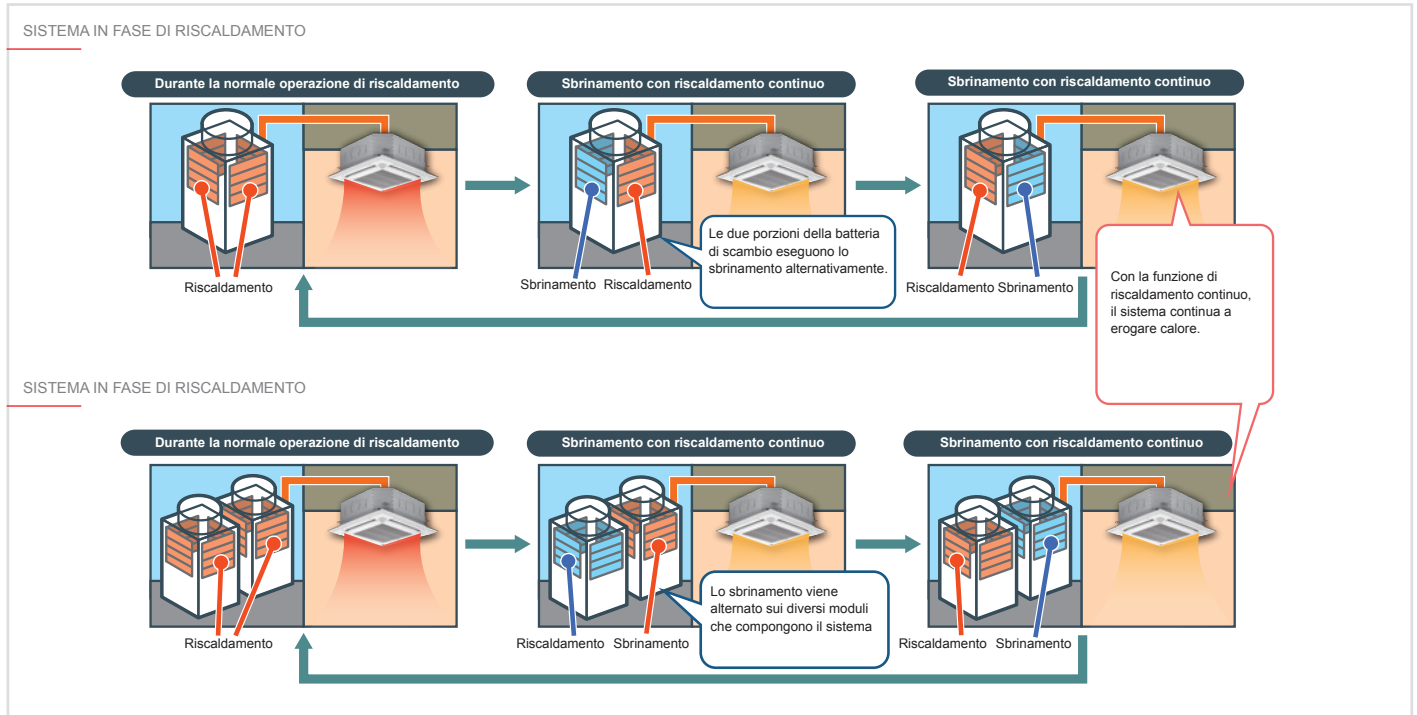 SISTEMA IN FASE DI RISCALDAMENTO
Durante la normale operazione di riscaldamento
Sbrinamento con riscaldamento continuo
Sbrinamento con riscaldamento continuo
Le due porzioni della batteria
di scambio eseguono lo
sbrinamento alternativamente.
Riscaldamento
Sbrinamento Riscaldamento
Riscaldamento Sbrinamento
Con la funzione di
riscaldamento continuo,
il sistema continua a
erogare calore.
SISTEMA IN FASE DI RISCALDAMENTO
Durante la normale operazione di riscaldamento
Sbrinamento con riscaldamento continuo
Sbrinamento con riscaldamento continuo
Lo sbrinamento viene
alternato sui diversi moduli
che compongono il sistema
Riscaldamento
Riscaldamento Sbrinamento
Riscaldamento Sbrinamento